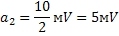 a₂ = 10/2 мV = 5мV